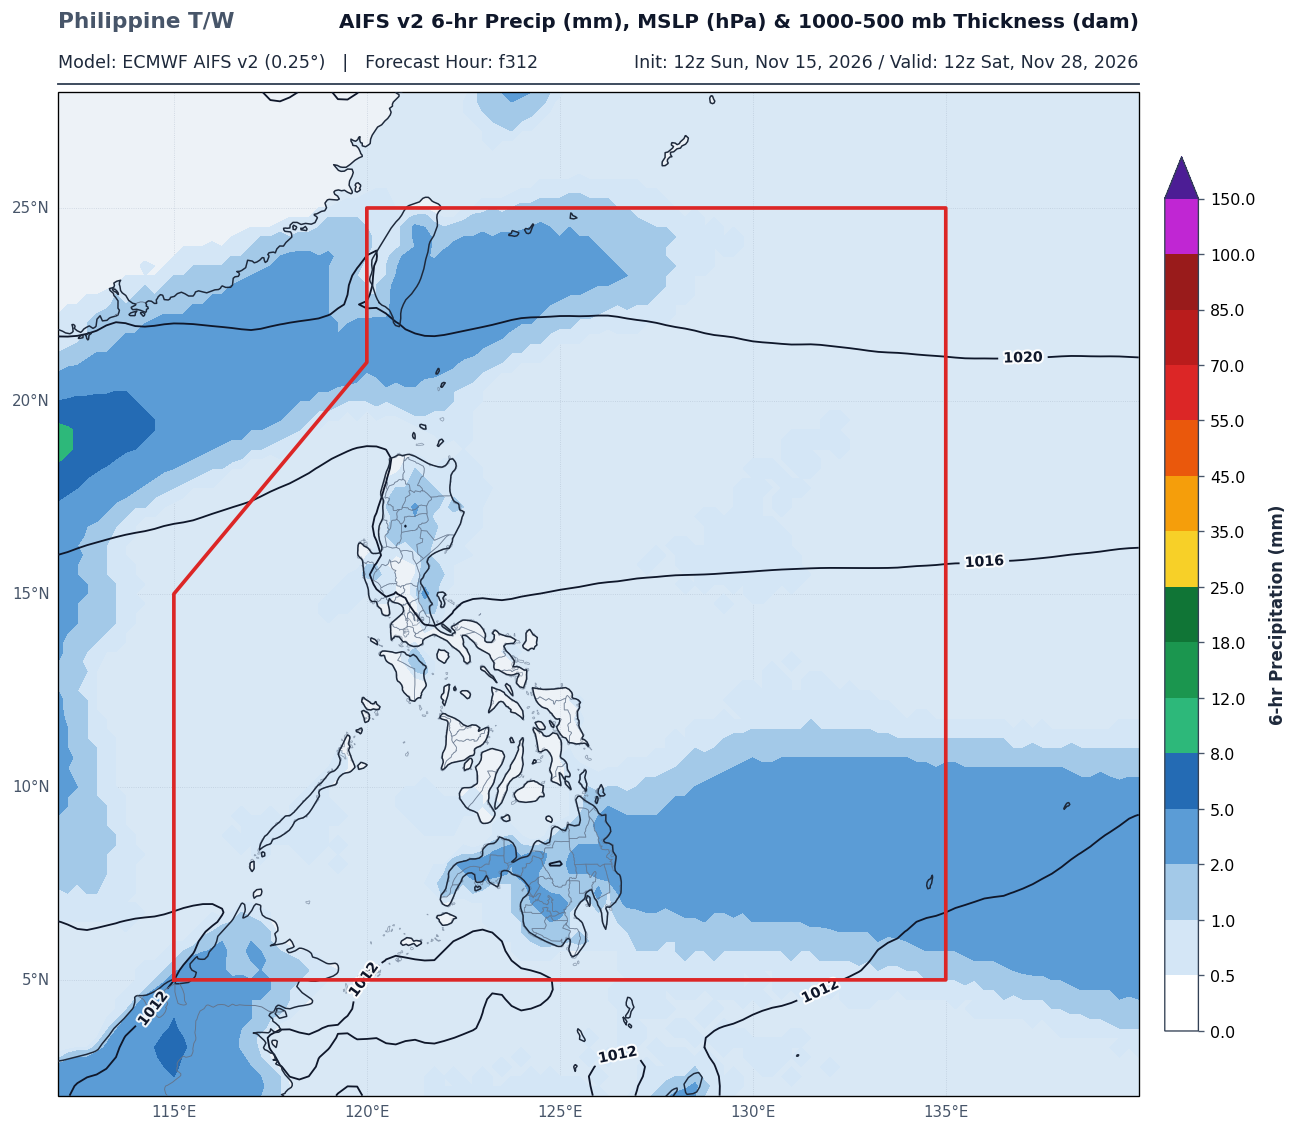 Philippine T/W
AIFS v2 6-hr Precip (mm), MSLP (hPa) & 1000-500 mb Thickness (dam)
Model: ECMWF AIFS v2 (0.25°) | Forecast Hour: f312
Init: 12z Sun, Nov 15, 2026 / Valid: 12z Sat, Nov 28, 2026
25°N
20°N
15°N
10°N
5°N
115°E
120°E
125°E
130°E
135°E
1020
1016
1012
1012
1012
1012
150.0
100.0
85.0
70.0
55.0
45.0
35.0
25.0
18.0
12.0
8.0
5.0
2.0
1.0
0.5
0.0
6-hr Precipitation (mm)